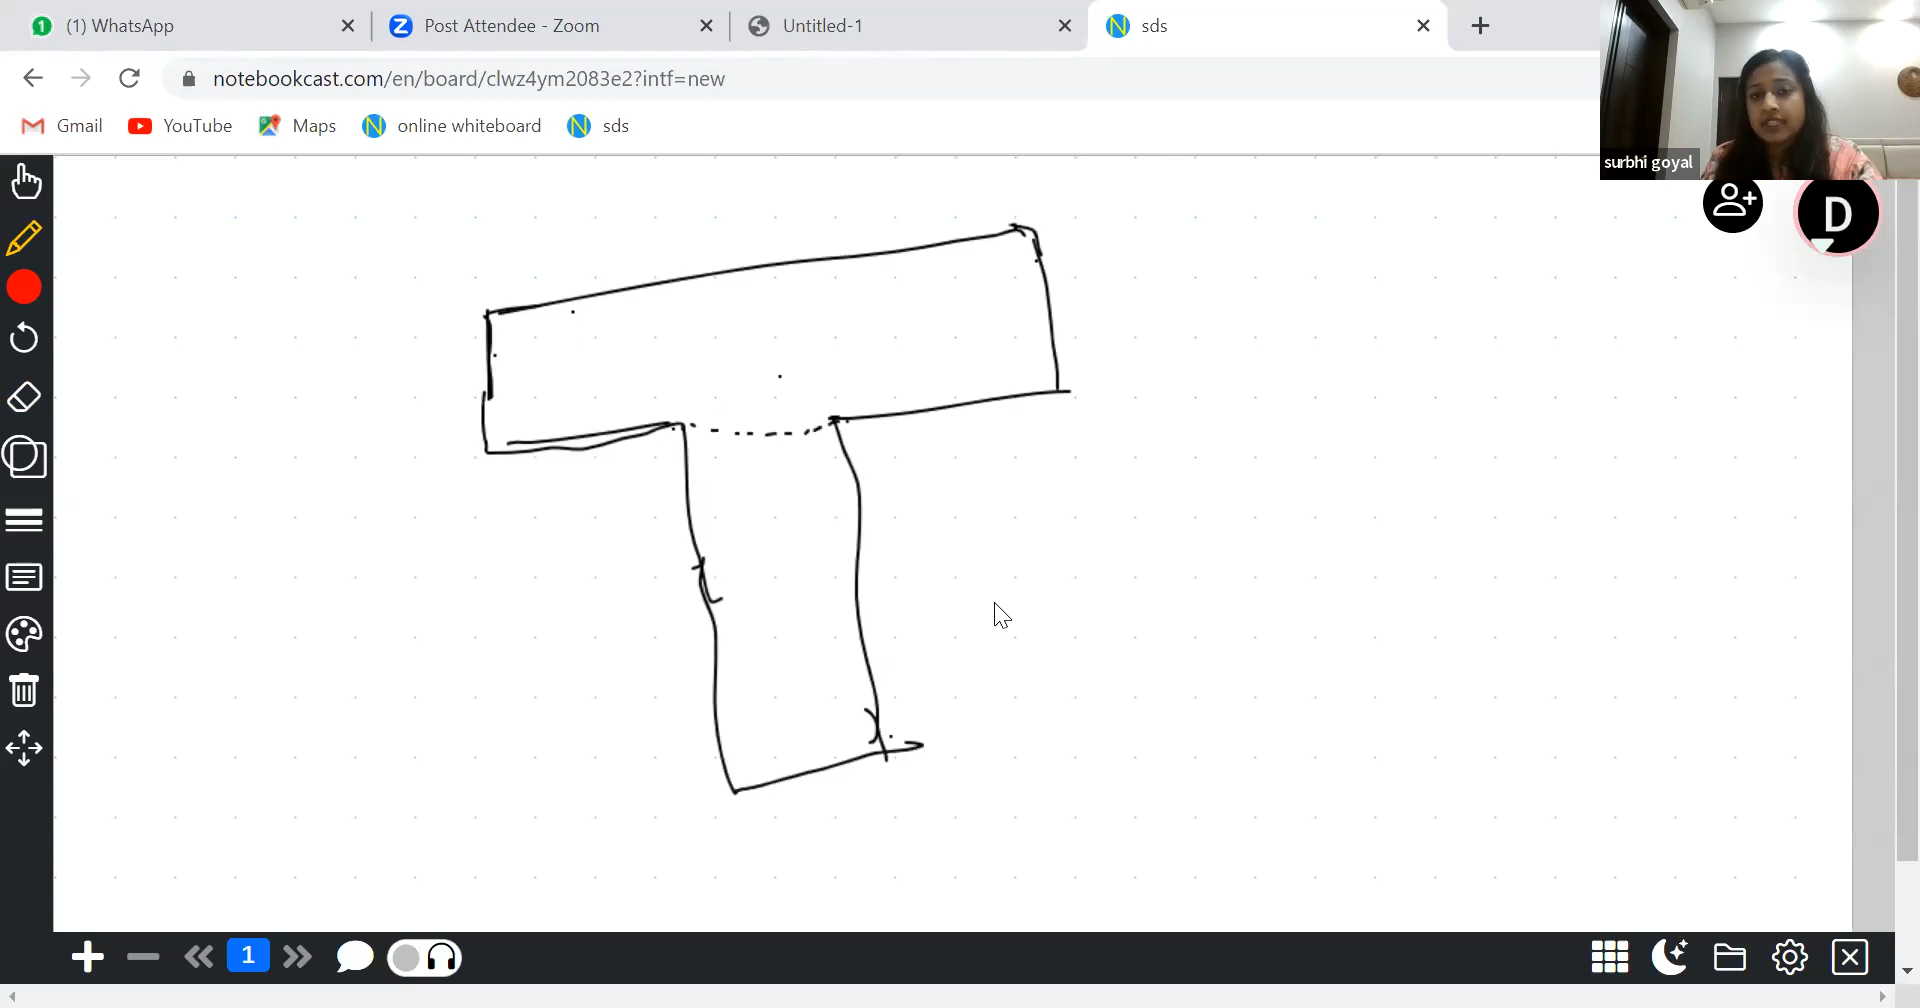 (1) WhatsApp
Post Attendee - Zoom
Untitled-1
sds
notebookcast.com/en/board/clwz4ym2083e2?intf=new
Gmail
YouTube
Maps
online whiteboard
sds
surbhi goyal
D
1